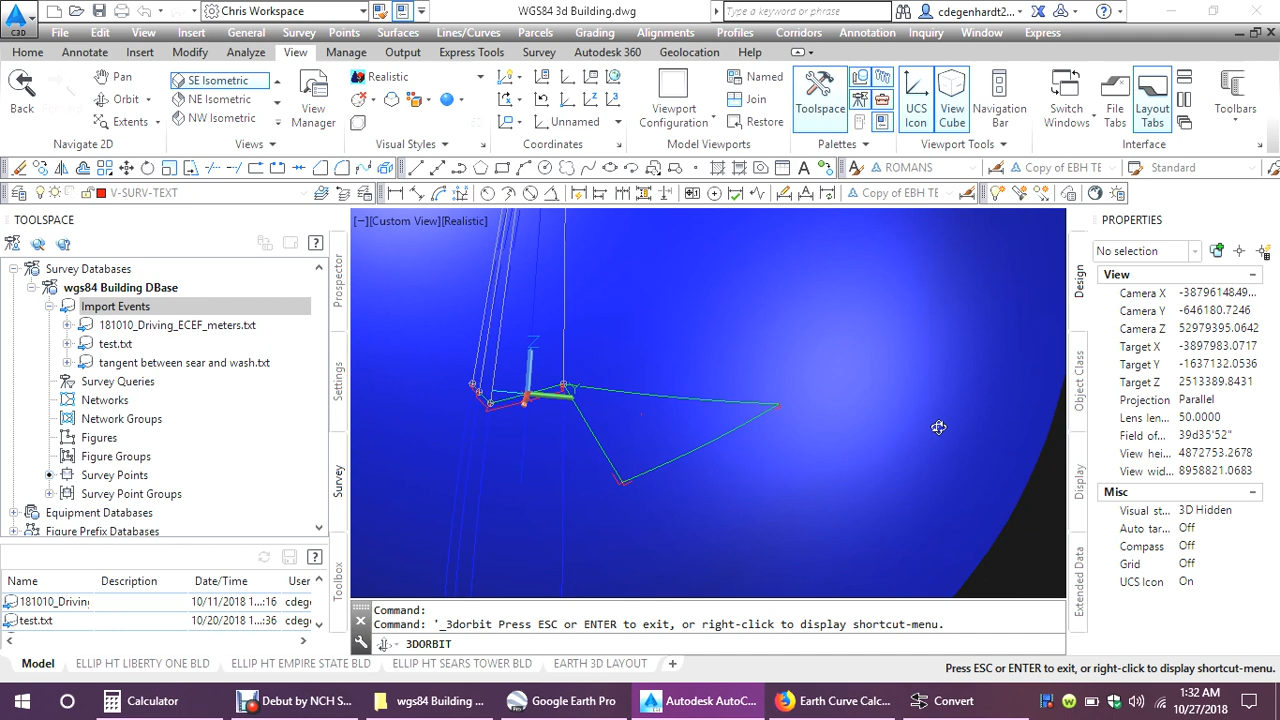 Chris Workspace
WGS84 3d Building.dwg
Type a keyword or phrase
cdegenhardt2...
C3D
File Edit View Insert General Survey Points Surfaces Lines/Curves Parcels Grading Alignments Profiles Corridors Annotation Inquiry Window Express
Home Annotate Insert Modify Analyze View Manage Output Express Tools Survey Autodesk 360 Geolocation Help
Back
Pan
Orbit
Extents
SE Isometric
NE Isometric
NW Isometric
View Manager
Realistic
Unnamed
Viewport Configuration
Named
Join
Restore
Toolspace
UCS Icon
View Cube
Navigation Bar
Switch Windows
File Tabs
Layout Tabs
Toolbars
Navigate 2D
Views
Visual Styles
Coordinates
Model Viewports
Palettes
Viewport Tools
Interface
ROMANS
Copy of EBH TE
Standard
V-SURV-TEXT
Copy of EBH TE
TOOLSPACE
Survey Databases
wgs84 Building DBase
Import Events
181010_Driving_ECEF_meters.txt
test.txt
tangent between sear and wash.txt
Survey Queries
Networks
Network Groups
Figures
Figure Groups
Survey Points
Survey Point Groups
Equipment Databases
Figure Prefix Databases
Name Description Date/Time User
181010_Drivin 10/11/2018 1...:16 cdege
test.txt 10/20/2018 1...:36 cdege
Prospector
Settings
Survey
Toolbox
[−][Custom View][Realistic]
Z
Y
Command:
Command: '_3dorbit Press ESC or ENTER to exit, or right-click to display shortcut-menu.
3DORBIT
PROPERTIES
No selection
View
Camera X -38796148.49...
Camera Y -646180.7246
Camera Z 52979395.0642
Target X -3897983.0717
Target Y -1637132.0536
Target Z 2513389.8431
Projection Parallel
Lens len... 50.0000
Field of... 39d35'52"
View hei... 4872753.2678
View wid... 8958821.0683
Misc
Visual st... 3D Hidden
Auto tar... Off
Compass Off
Grid Off
UCS Icon On
Design
Object Class
Display
Extended Data
Model ELLIP HT LIBERTY ONE BLD ELLIP HT EMPIRE STATE BLD ELLIP HT SEARS TOWER BLD EARTH 3D LAYOUT
Press ESC or ENTER to exit, or right-click to display shortcut-menu.
Calculator
Debut by NCH S...
wgs84 Building ...
Google Earth Pro
Autodesk AutoC...
Earth Curve Calc...
Convert
1:32 AM
10/27/2018